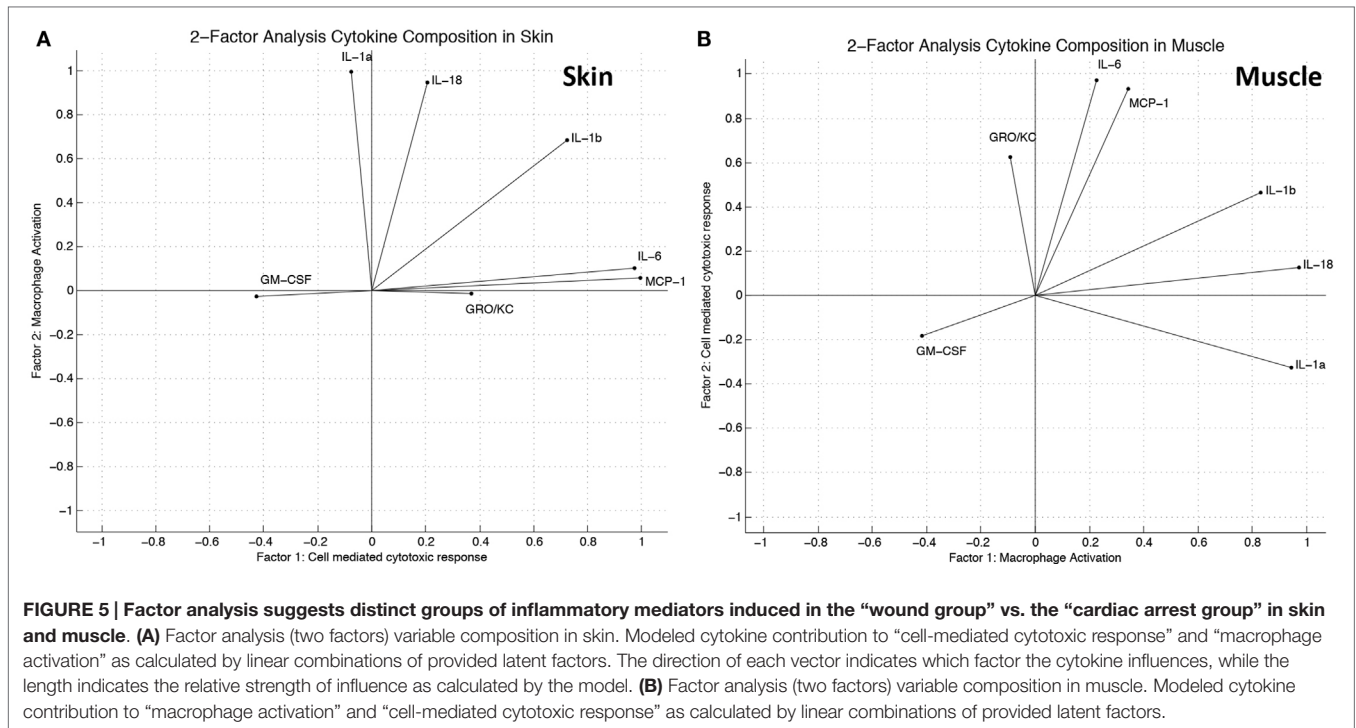 A
2−Factor Analysis Cytokine Composition in Skin
Skin
IL−1a
IL−18
IL−1b
IL−6
MCP−1
GM−CSF
GRO/KC
1
0.8
0.6
0.4
0.2
0
−0.2
−0.4
−0.6
−0.8
−1
Factor 2: Macrophage Activation
−1 −0.8 −0.6 −0.4 −0.2 0 0.2 0.4 0.6 0.8 1
Factor 1: Cell mediated cytotoxic response
B
2−Factor Analysis Cytokine Composition in Muscle
Muscle
IL−6
MCP−1
GRO/KC
IL−1b
IL−18
GM−CSF
IL−1a
1
0.8
0.6
0.4
0.2
0
−0.2
−0.4
−0.6
−0.8
−1
Factor 2: Cell mediated cytotoxic response
−1 −0.8 −0.6 −0.4 −0.2 0 0.2 0.4 0.6 0.8 1
Factor 1: Macrophage Activation
FIGURE 5 | Factor analysis suggests distinct groups of inflammatory mediators induced in the “wound group” vs. the “cardiac arrest group” in skin
and muscle. (A) Factor analysis (two factors) variable composition in skin. Modeled cytokine contribution to “cell-mediated cytotoxic response” and “macrophage
activation” as calculated by linear combinations of provided latent factors. The direction of each vector indicates which factor the cytokine influences, while the
length indicates the relative strength of influence as calculated by the model. (B) Factor analysis (two factors) variable composition in muscle. Modeled cytokine
contribution to “macrophage activation” and “cell-mediated cytotoxic response” as calculated by linear combinations of provided latent factors.